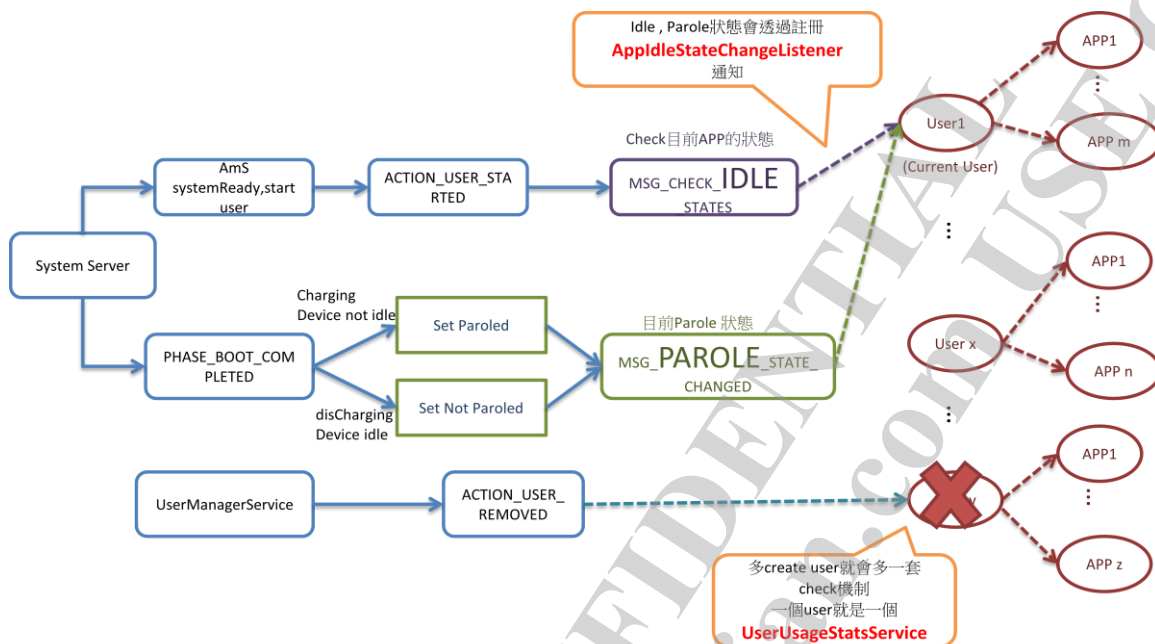 Idle , Parole狀態會透過註冊
AppIdleStateChangeListener
通知
APP1
⋮
User1
(Current User)
APP m
Check目前APP的狀態
AmS
systemReady,start
user
ACTION_USER_STA
RTED
MSG_CHECK_IDLE
_STATES
System Server
⋮
APP1
⋮
Charging
Device not idle
Set Paroled
目前Parole 狀態
PHASE_BOOT_COM
PLETED
MSG_PAROLE_STATE_
CHANGED
User x
APP n
Set Not Paroled
disCharging
Device idle
⋮
APP1
⋮
UserManagerService
ACTION_USER_
REMOVED
APP z
多create user就會多一套
check機制
一個user就是一個
UserUsageStatsService
CONFIDENTIAL